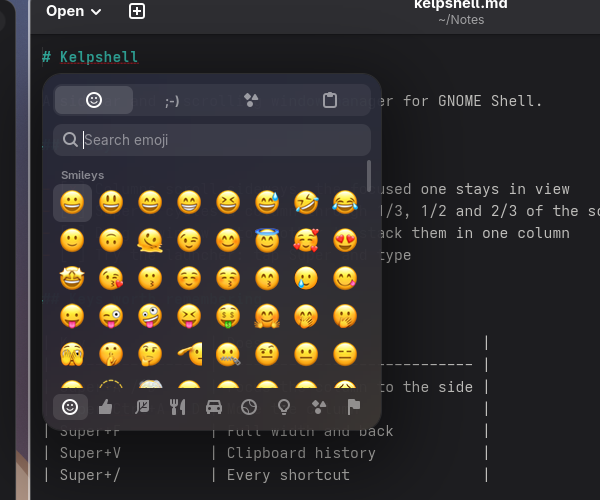 Open
kelpshell.md
~/Notes
# Kelpshell
;-)
er for GNOME Shell.
Search emoji
Smileys
used one stays in view
1/3, 1/2 and 2/3 of the
ack them in one column
type
|
---------- |
to the side |
|
| Super+F | Full width and back |
| Super+V | Clipboard history |
| Super+/ | Every shortcut |